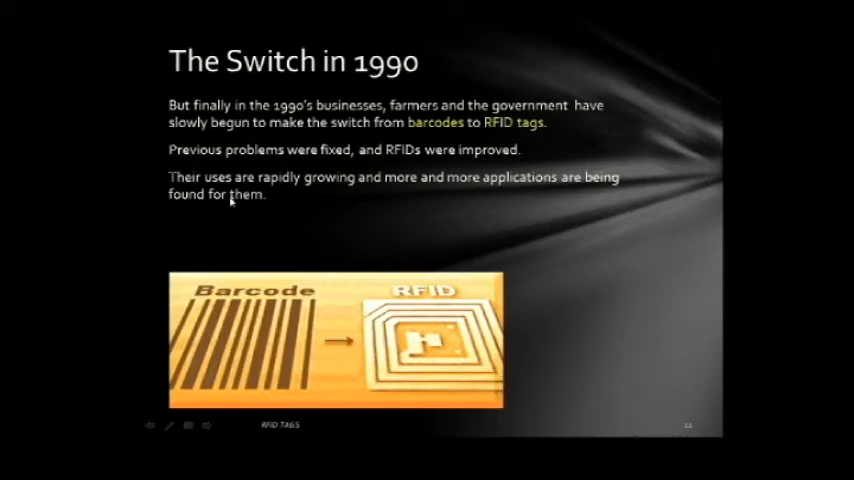 The Switch in 1990
But finally in the 1990's businesses, farmers and the government have
slowly begun to make the switch from barcodes to RFID tags.
Previous problems were fixed, and RFIDs were improved.
Their uses are rapidly growing and more and more applications are being
found for them.
Barcode
RFID
RFID TAGS